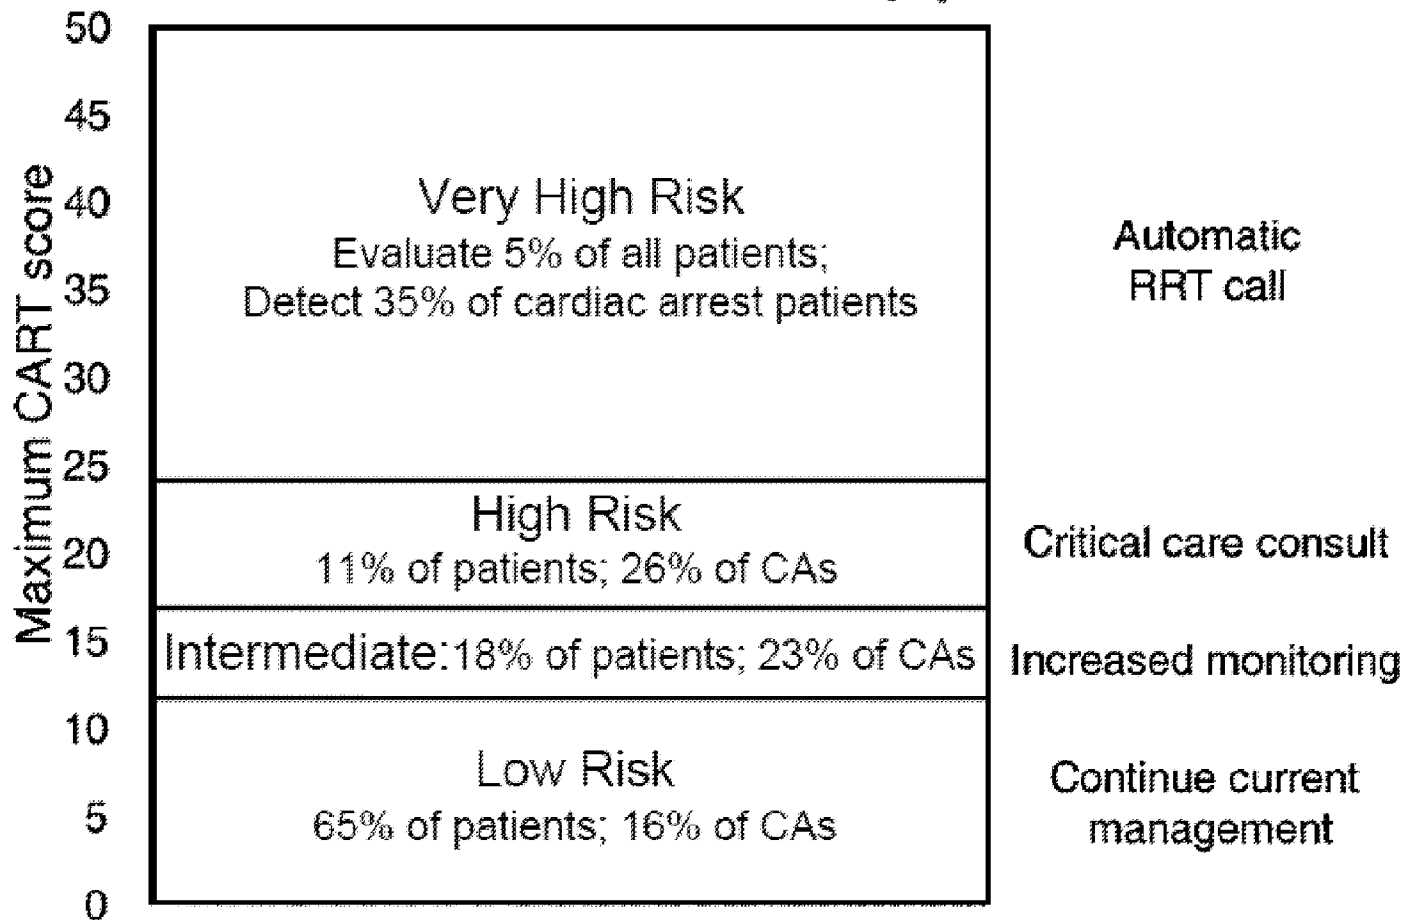 50
45
40
35
30
25
20
15
10
5
0
Maximum CART score
Very High Risk
Evaluate 5% of all patients;
Detect 35% of cardiac arrest patients
Automatic
RRT call
High Risk
11% of patients; 26% of CAs
Critical care consult
Intermediate: 18% of patients; 23% of CAs
Increased monitoring
Low Risk
65% of patients; 16% of CAs
Continue current
management